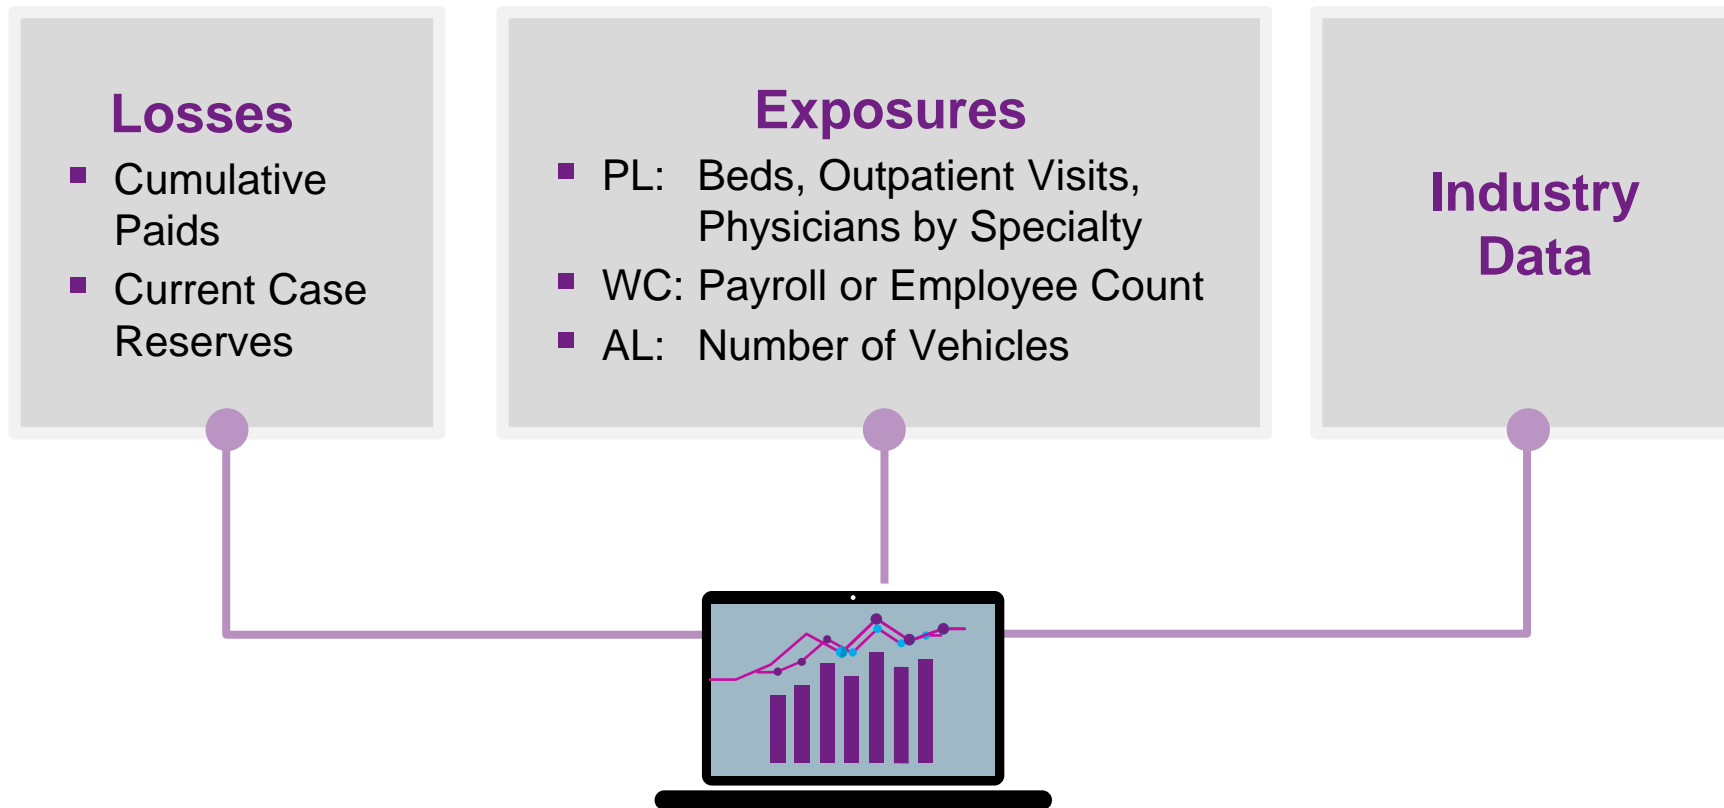 Losses
Cumulative
Paids
Current Case
Reserves
Exposures
PL: Beds, Outpatient Visits,
Physicians by Specialty
WC: Payroll or Employee Count
AL: Number of Vehicles
Industry
Data